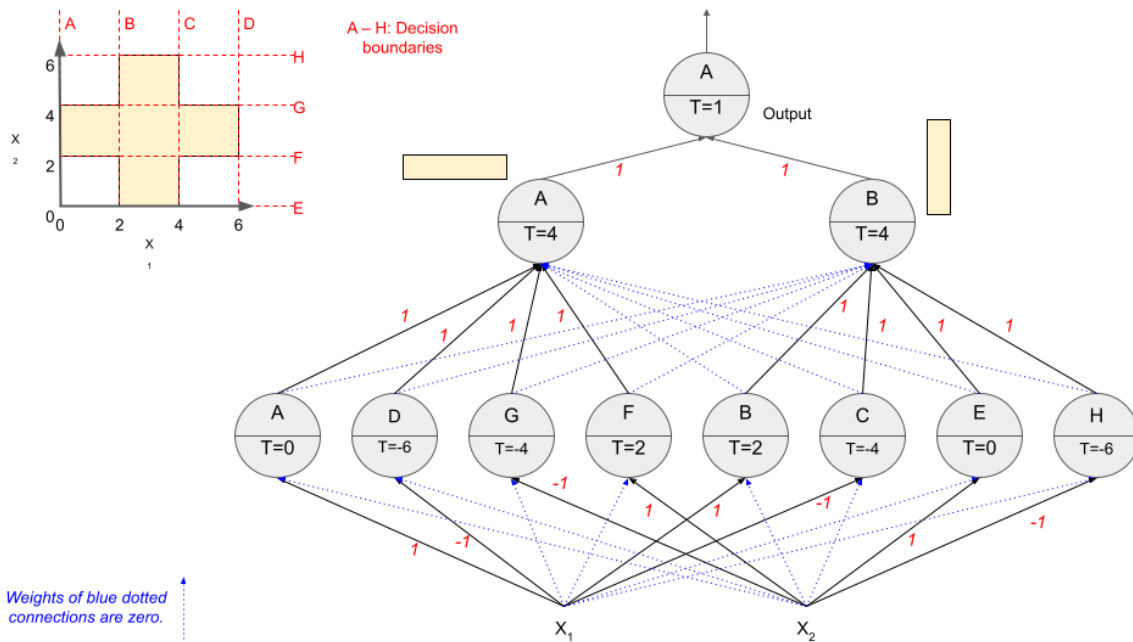 A B C D
A – H: Decision
boundaries
H
G
F
E
6
4
2
0
X
2
0 2 4 6
X
1
A
T=1
Output
1 1
A
T=4
B
T=4
1 1 1 1 1 1 1 1
A
T=0
D
T=-6
G
T=-4
F
T=2
B
T=2
C
T=-4
E
T=0
H
T=-6
1 -1 -1 1 1 -1 1 -1
Weights of blue dotted
connections are zero.
X1
X2